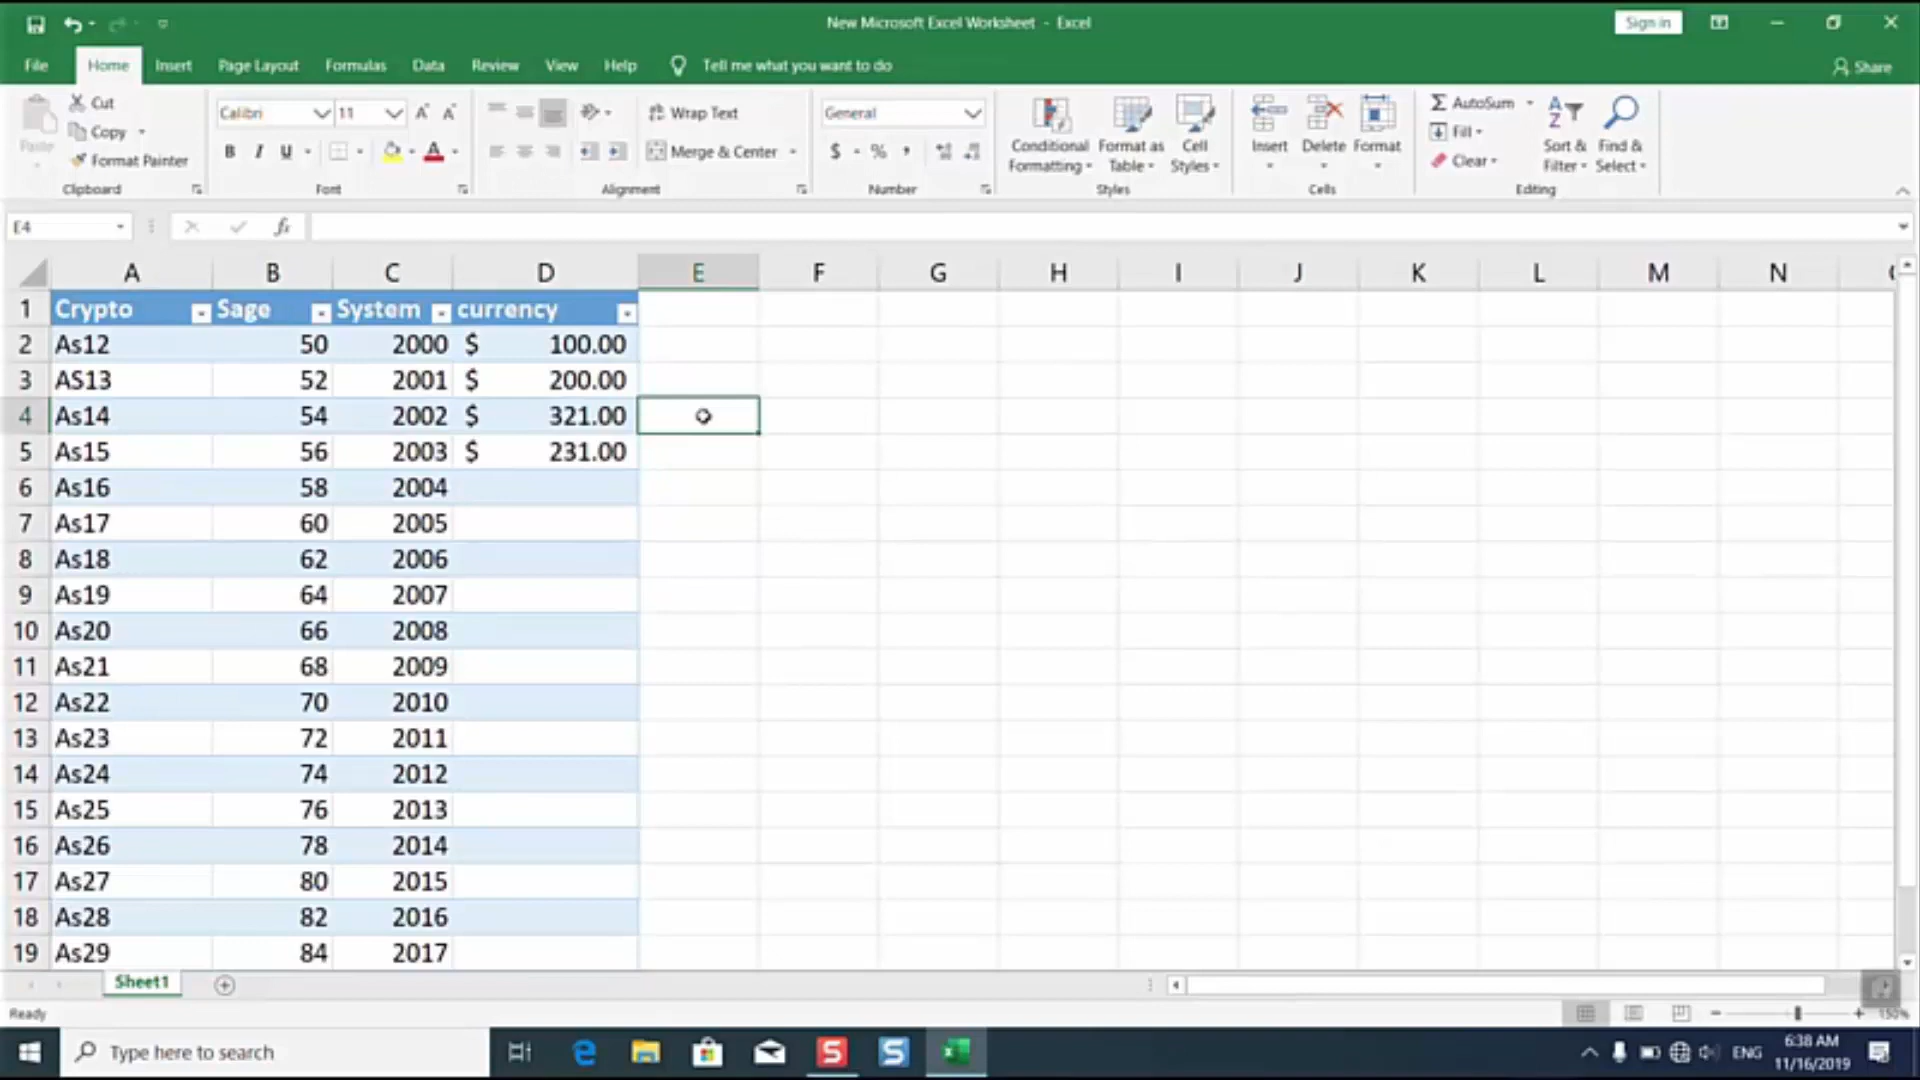 New Microsoft Excel Worksheet - Excel
Sign in
File Home Insert Page Layout Formulas Data Review View Help Tell me what you want to do Share
Paste
Cut
Copy
Format Painter
Clipboard
Calibri 11
B I U
Font
Wrap Text
Merge & Center
Alignment
General
$ % ,
Number
Conditional Formatting
Format as Table
Cell Styles
Styles
Insert Delete Format
Cells
AutoSum
Fill
Clear
Sort & Filter
Find & Select
Editing
E4 fx
A B C D E F G H I J K L M N
1 Crypto Sage System currency
2 As12 50 2000 $ 100.00
3 AS13 52 2001 $ 200.00
4 As14 54 2002 $ 321.00
5 As15 56 2003 $ 231.00
6 As16 58 2004
7 As17 60 2005
8 As18 62 2006
9 As19 64 2007
10 As20 66 2008
11 As21 68 2009
12 As22 70 2010
13 As23 72 2011
14 As24 74 2012
15 As25 76 2013
16 As26 78 2014
17 As27 80 2015
18 As28 82 2016
19 As29 84 2017
Sheet1
Ready
150%
Type here to search
ENG
6:38 AM
11/16/2019